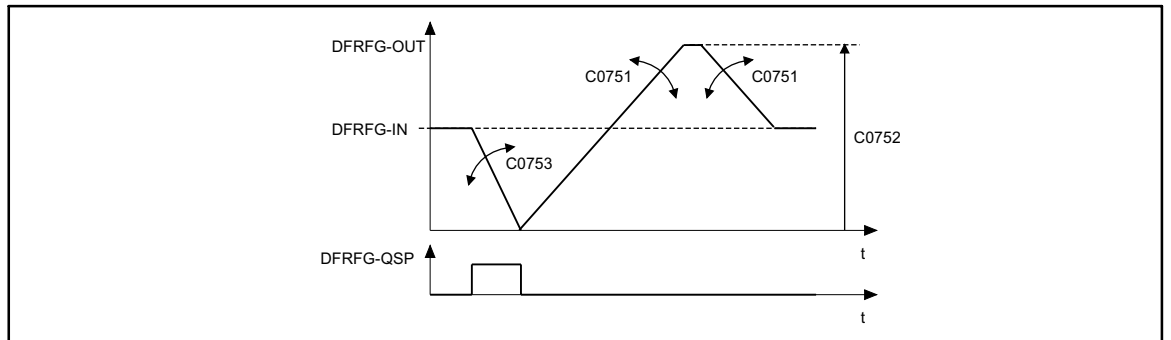 DFRFG-OUT
C0751
C0751
DFRFG-IN
C0752
C0753
t
DFRFG-QSP
t